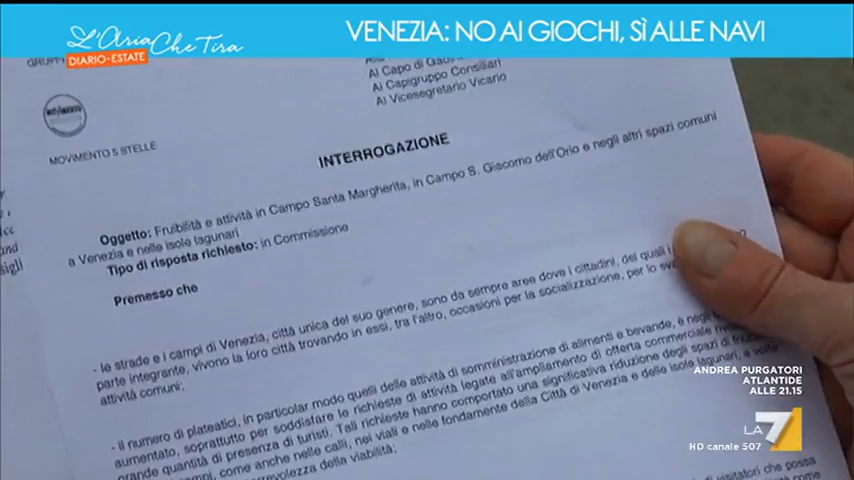 L'Aria Che Tira
DIARIO-ESTATE
VENEZIA: NO AI GIOCHI, SÌ ALLE NAVI
Al Capo di
Ai Capigruppo Consiliari
Al Vicesegretario Vicario
MOVIMENTO 5 STELLE
INTERROGAZIONE
Oggetto: Fruibilità e attività in Campo Santa Margherita, in Campo S. Giacomo dell'Orio e negli altri spazi comuni
a Venezia e nelle isole lagunari
Tipo di risposta richiesto: in Commissione
Premesso che
- le strade e i campi di Venezia, città unica del suo genere, sono da sempre aree dove i cittadini, dei quali
parte integrante, vivono la loro città trovando in essi, tra l'altro, occasioni per la socializzazione, per lo
attività comuni;
- il numero di plateatici, in particolar modo quelli delle attività di somministrazione di alimenti e bevande, è negli
aumentato, soprattutto per soddisfare le richieste di attività legate all'ampliamento di offerta commerciale
grande quantità di presenza di turisti. Tali richieste hanno comportato una significativa riduzione degli spazi di
campi, come anche nelle calli, nei viali e nelle fondamente della Città di Venezia e delle isole lagunari, a volte
della viabilità;
di visitatori che possa
ANDREA PURGATORI
ATLANTIDE
ALLE 21.15
LA7
HD canale 507